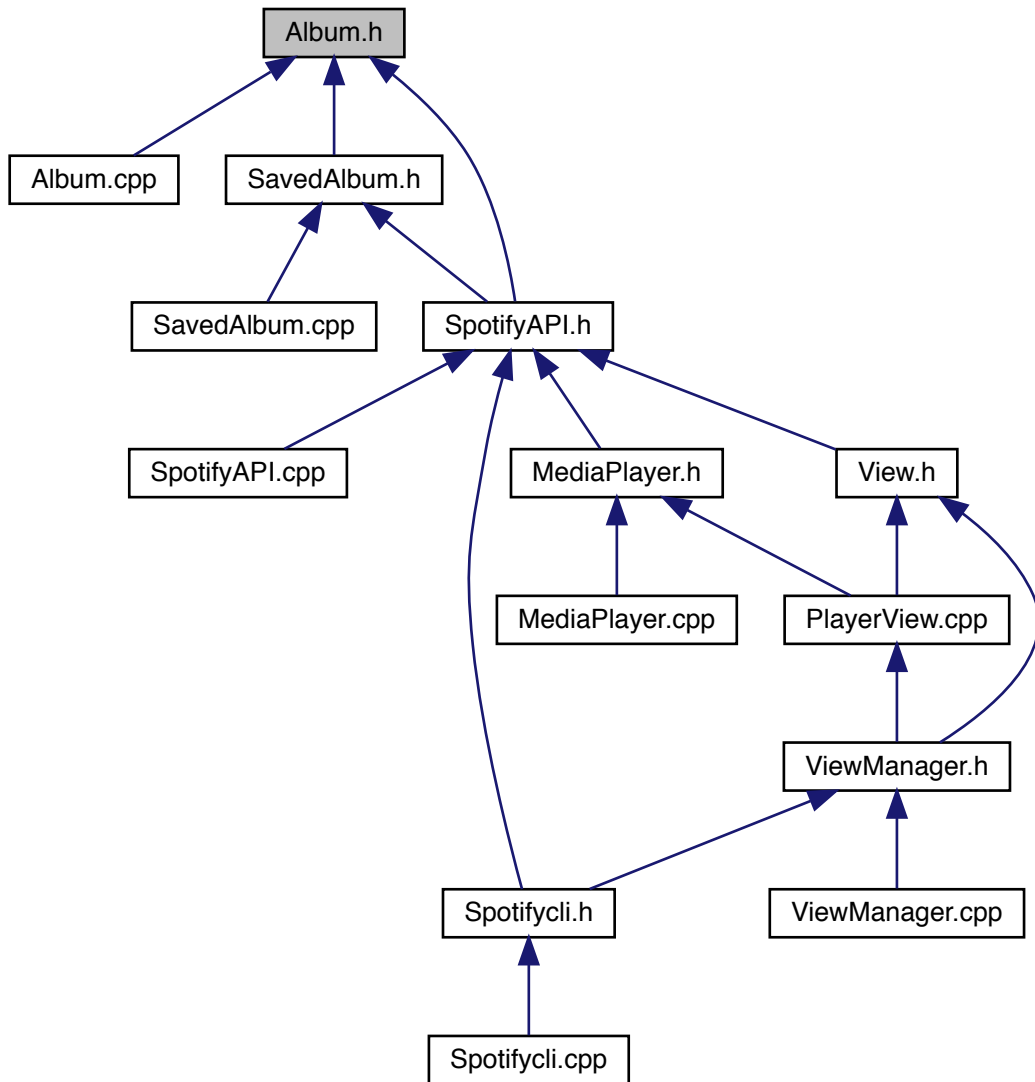 Album.h
Album.cpp
SavedAlbum.h
SavedAlbum.cpp
SpotifyAPI.h
SpotifyAPI.cpp
MediaPlayer.h
View.h
MediaPlayer.cpp
PlayerView.cpp
ViewManager.h
Spotifycli.h
ViewManager.cpp
Spotifycli.cpp